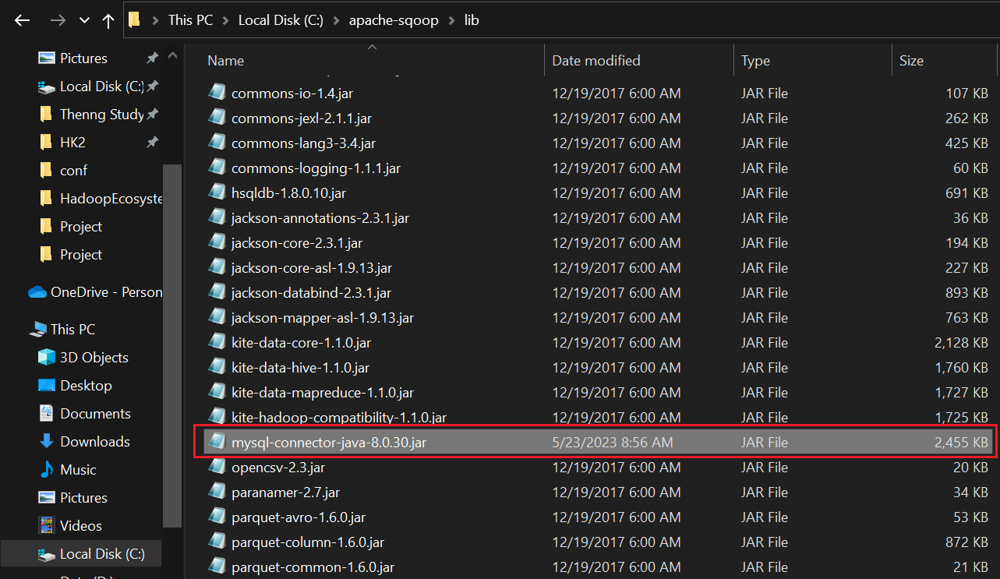 This PC > Local Disk (C:) > apache-sqoop > lib
Name Date modified Type Size
Pictures
Local Disk (C:)
Thenng Study
HK2
conf
HadoopEcosyste
Project
Project
OneDrive - Person
This PC
3D Objects
Desktop
Documents
Downloads
Music
Pictures
Videos
Local Disk (C:)
commons-io-1.4.jar 12/19/2017 6:00 AM JAR File 107 KB
commons-jexl-2.1.1.jar 12/19/2017 6:00 AM JAR File 262 KB
commons-lang3-3.4.jar 12/19/2017 6:00 AM JAR File 425 KB
commons-logging-1.1.1.jar 12/19/2017 6:00 AM JAR File 60 KB
hsqldb-1.8.0.10.jar 12/19/2017 6:00 AM JAR File 691 KB
jackson-annotations-2.3.1.jar 12/19/2017 6:00 AM JAR File 36 KB
jackson-core-2.3.1.jar 12/19/2017 6:00 AM JAR File 194 KB
jackson-core-asl-1.9.13.jar 12/19/2017 6:00 AM JAR File 227 KB
jackson-databind-2.3.1.jar 12/19/2017 6:00 AM JAR File 893 KB
jackson-mapper-asl-1.9.13.jar 12/19/2017 6:00 AM JAR File 763 KB
kite-data-core-1.1.0.jar 12/19/2017 6:00 AM JAR File 2,128 KB
kite-data-hive-1.1.0.jar 12/19/2017 6:00 AM JAR File 1,760 KB
kite-data-mapreduce-1.1.0.jar 12/19/2017 6:00 AM JAR File 1,727 KB
kite-hadoop-compatibility-1.1.0.jar 12/19/2017 6:00 AM JAR File 1,725 KB
mysql-connector-java-8.0.30.jar 5/23/2023 8:56 AM JAR File 2,455 KB
opencsv-2.3.jar 12/19/2017 6:00 AM JAR File 20 KB
paranamer-2.7.jar 12/19/2017 6:00 AM JAR File 34 KB
parquet-avro-1.6.0.jar 12/19/2017 6:00 AM JAR File 53 KB
parquet-column-1.6.0.jar 12/19/2017 6:00 AM JAR File 872 KB
parquet-common-1.6.0.jar 12/19/2017 6:00 AM JAR File 21 KB